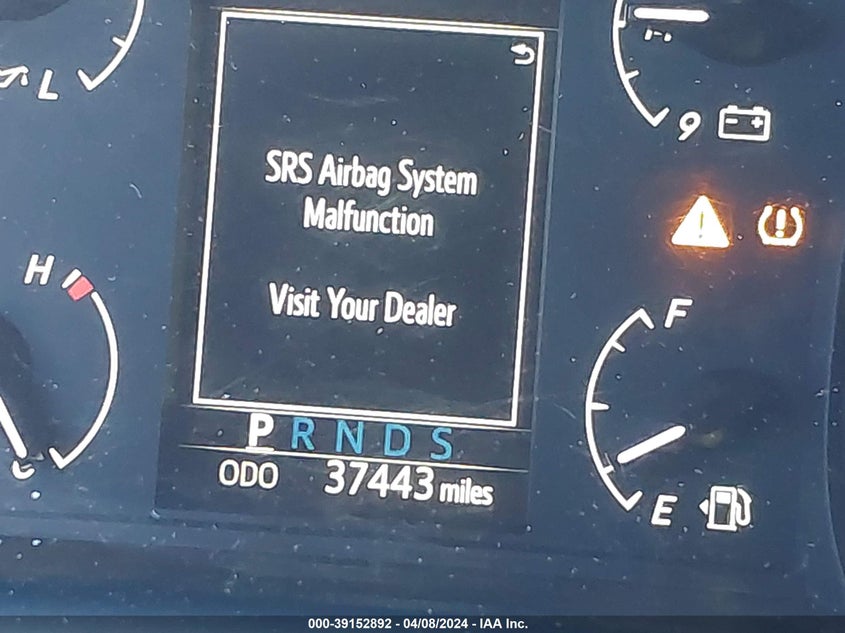 L
9
SRS Airbag System
Malfunction
H
F
Visit Your Dealer
P R N D S
C
ODO 37443 miles
E
000-39152892 - 04/08/2024 - IAA Inc.